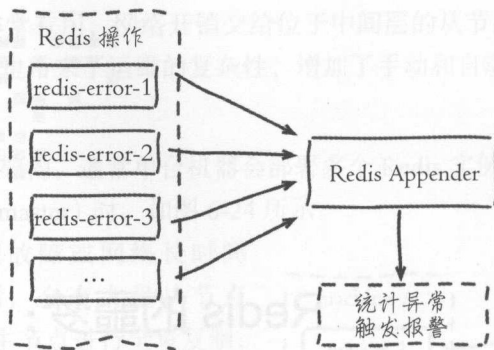 Redis 操作
redis-error-1
redis-error-2
redis-error-3
...
Redis Appender
统计异常
触发报警